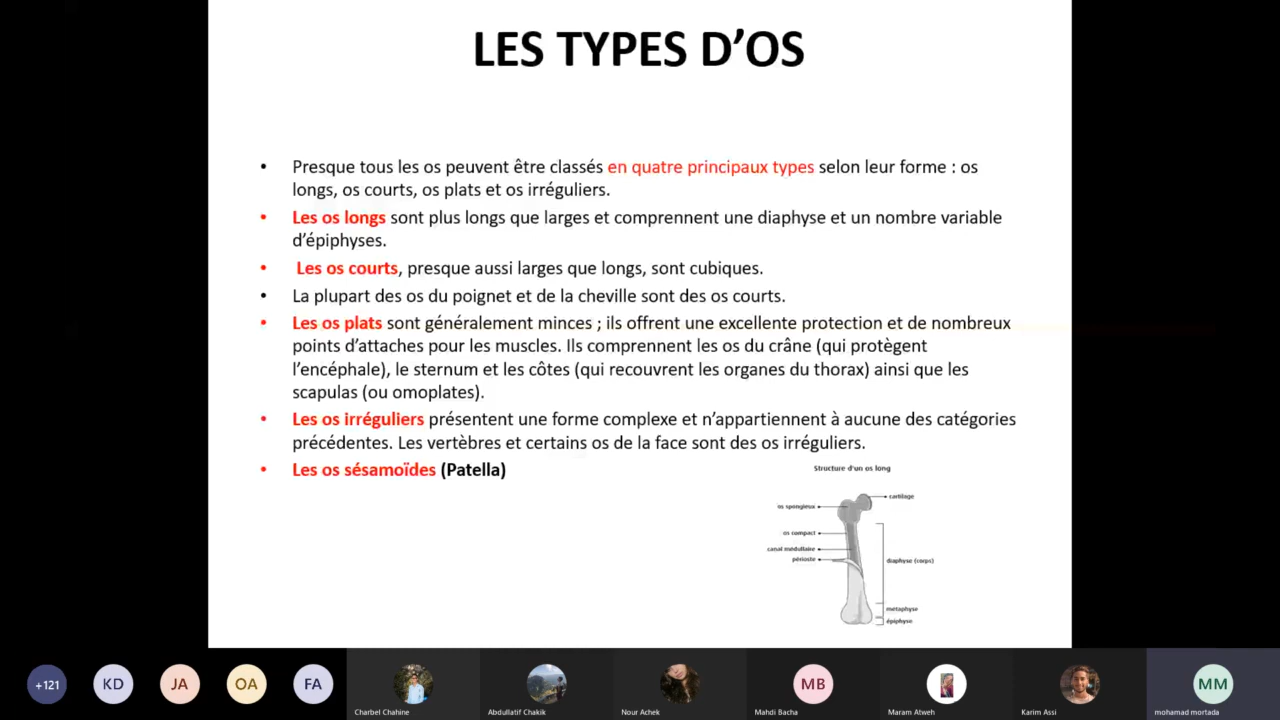 LES TYPES D’OS
• Presque tous les os peuvent être classés en quatre principaux types selon leur forme : os
longs, os courts, os plats et os irréguliers.
• Les os longs sont plus longs que larges et comprennent une diaphyse et un nombre variable
d’épiphyses.
• Les os courts, presque aussi larges que longs, sont cubiques.
• La plupart des os du poignet et de la cheville sont des os courts.
• Les os plats sont généralement minces ; ils offrent une excellente protection et de nombreux
points d’attaches pour les muscles. Ils comprennent les os du crâne (qui protègent
l’encéphale), le sternum et les côtes (qui recouvrent les organes du thorax) ainsi que les
scapulas (ou omoplates).
• Les os irréguliers présentent une forme complexe et n’appartiennent à aucune des catégories
précédentes. Les vertèbres et certains os de la face sont des os irréguliers.
• Les os sésamoïdes (Patella)
Structure d'un os long
cartilage
os spongieux
os compact
canal médullaire
périoste
diaphyse (corps)
métaphyse
épiphyse
+121
KD
JA
OA
FA
MB
MM
Charbel Chahine
Abdullatif Chakik
Nour Achek
Mahdi Bacha
Maram Atweh
Karim Assi
mohamad mortada